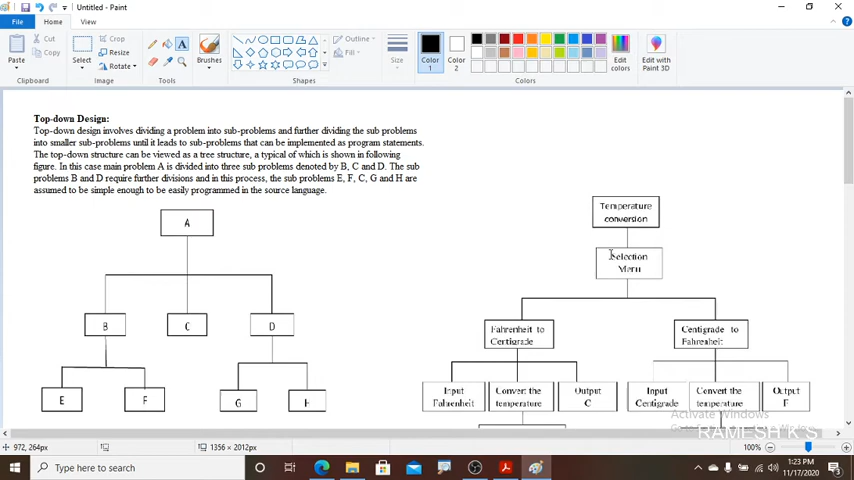 Untitled - Paint
File
Home
View
Paste
Cut
Copy
Clipboard
Select
Crop
Resize
Rotate
Image
Tools
Brushes
Shapes
Outline
Fill
Size
Color
1
Color
2
Colors
Edit
colors
Edit with
Paint 3D
Top-down Design:
Top-down design involves dividing a problem into sub-problems and further dividing the sub problems
into smaller sub-problems until it leads to sub-problems that can be implemented as program statements.
The top-down structure can be viewed as a tree structure, a typical of which is shown in following
figure. In this case main problem A is divided into three sub problems denoted by B, C and D. The sub
problems B and D require further divisions and in this process, the sub problems E, F, C, G and H are
assumed to be simple enough to be easily programmed in the source language.
A
B
C
D
E
F
G
H
Temperature
conversion
Selection
Menu
Fahrenheit to
Centigrade
Centigrade to
Fahrenheit
Input
Fahrenheit
Convert the
temperature
Output
C
Input
Centigrade
Convert the
temperature
Output
F
Activate Windows
RAMESH K S
972, 264px
1356 × 2012px
100%
Type here to search
1:23 PM
11/17/2020
3